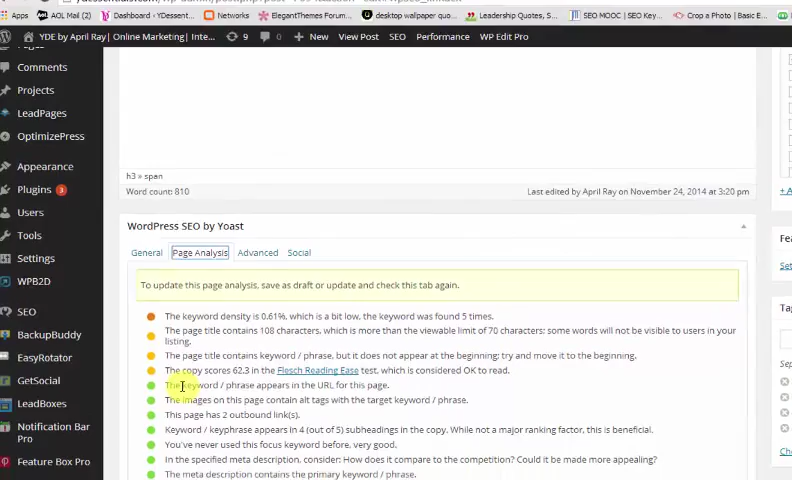 Apps
AOL Mail (2)
Dashboard ‹ YDessent...
Networks
ElegantThemes Forum...
desktop wallpaper quo...
Leadership Quotes, S...
SEO MOOC | SEO Key...
Crop a Photo | Basic E...
YDE by April Ray | Online Marketing | Inte...
9
0
+ New
View Post
SEO
Performance
WP Edit Pro
Comments
Projects
LeadPages
OptimizePress
Appearance
Plugins 3
Users
Tools
Settings
WPB2D
SEO
BackupBuddy
EasyRotator
GetSocial
LeadBoxes
Notification Bar
Pro
Feature Box Pro
h3 » span
Word count: 810
Last edited by April Ray on November 24, 2014 at 3:20 pm
WordPress SEO by Yoast
General
Page Analysis
Advanced
Social
To update this page analysis, save as draft or update and check this tab again.
The keyword density is 0.61%, which is a bit low, the keyword was found 5 times.
The page title contains 108 characters, which is more than the viewable limit of 70 characters; some words will not be visible to users in your
listing.
The page title contains keyword / phrase, but it does not appear at the beginning; try and move it to the beginning.
The copy scores 62.3 in the Flesch Reading Ease test, which is considered OK to read.
The keyword / phrase appears in the URL for this page.
The images on this page contain alt tags with the target keyword / phrase.
This page has 2 outbound link(s).
Keyword / keyphrase appears in 4 (out of 5) subheadings in the copy. While not a major ranking factor, this is beneficial.
You've never used this focus keyword before, very good.
In the specified meta description, consider: How does it compare to the competition? Could it be made more appealing?
The meta description contains the primary keyword / phrase.
+ A
Fea
Set
Tag
Cho